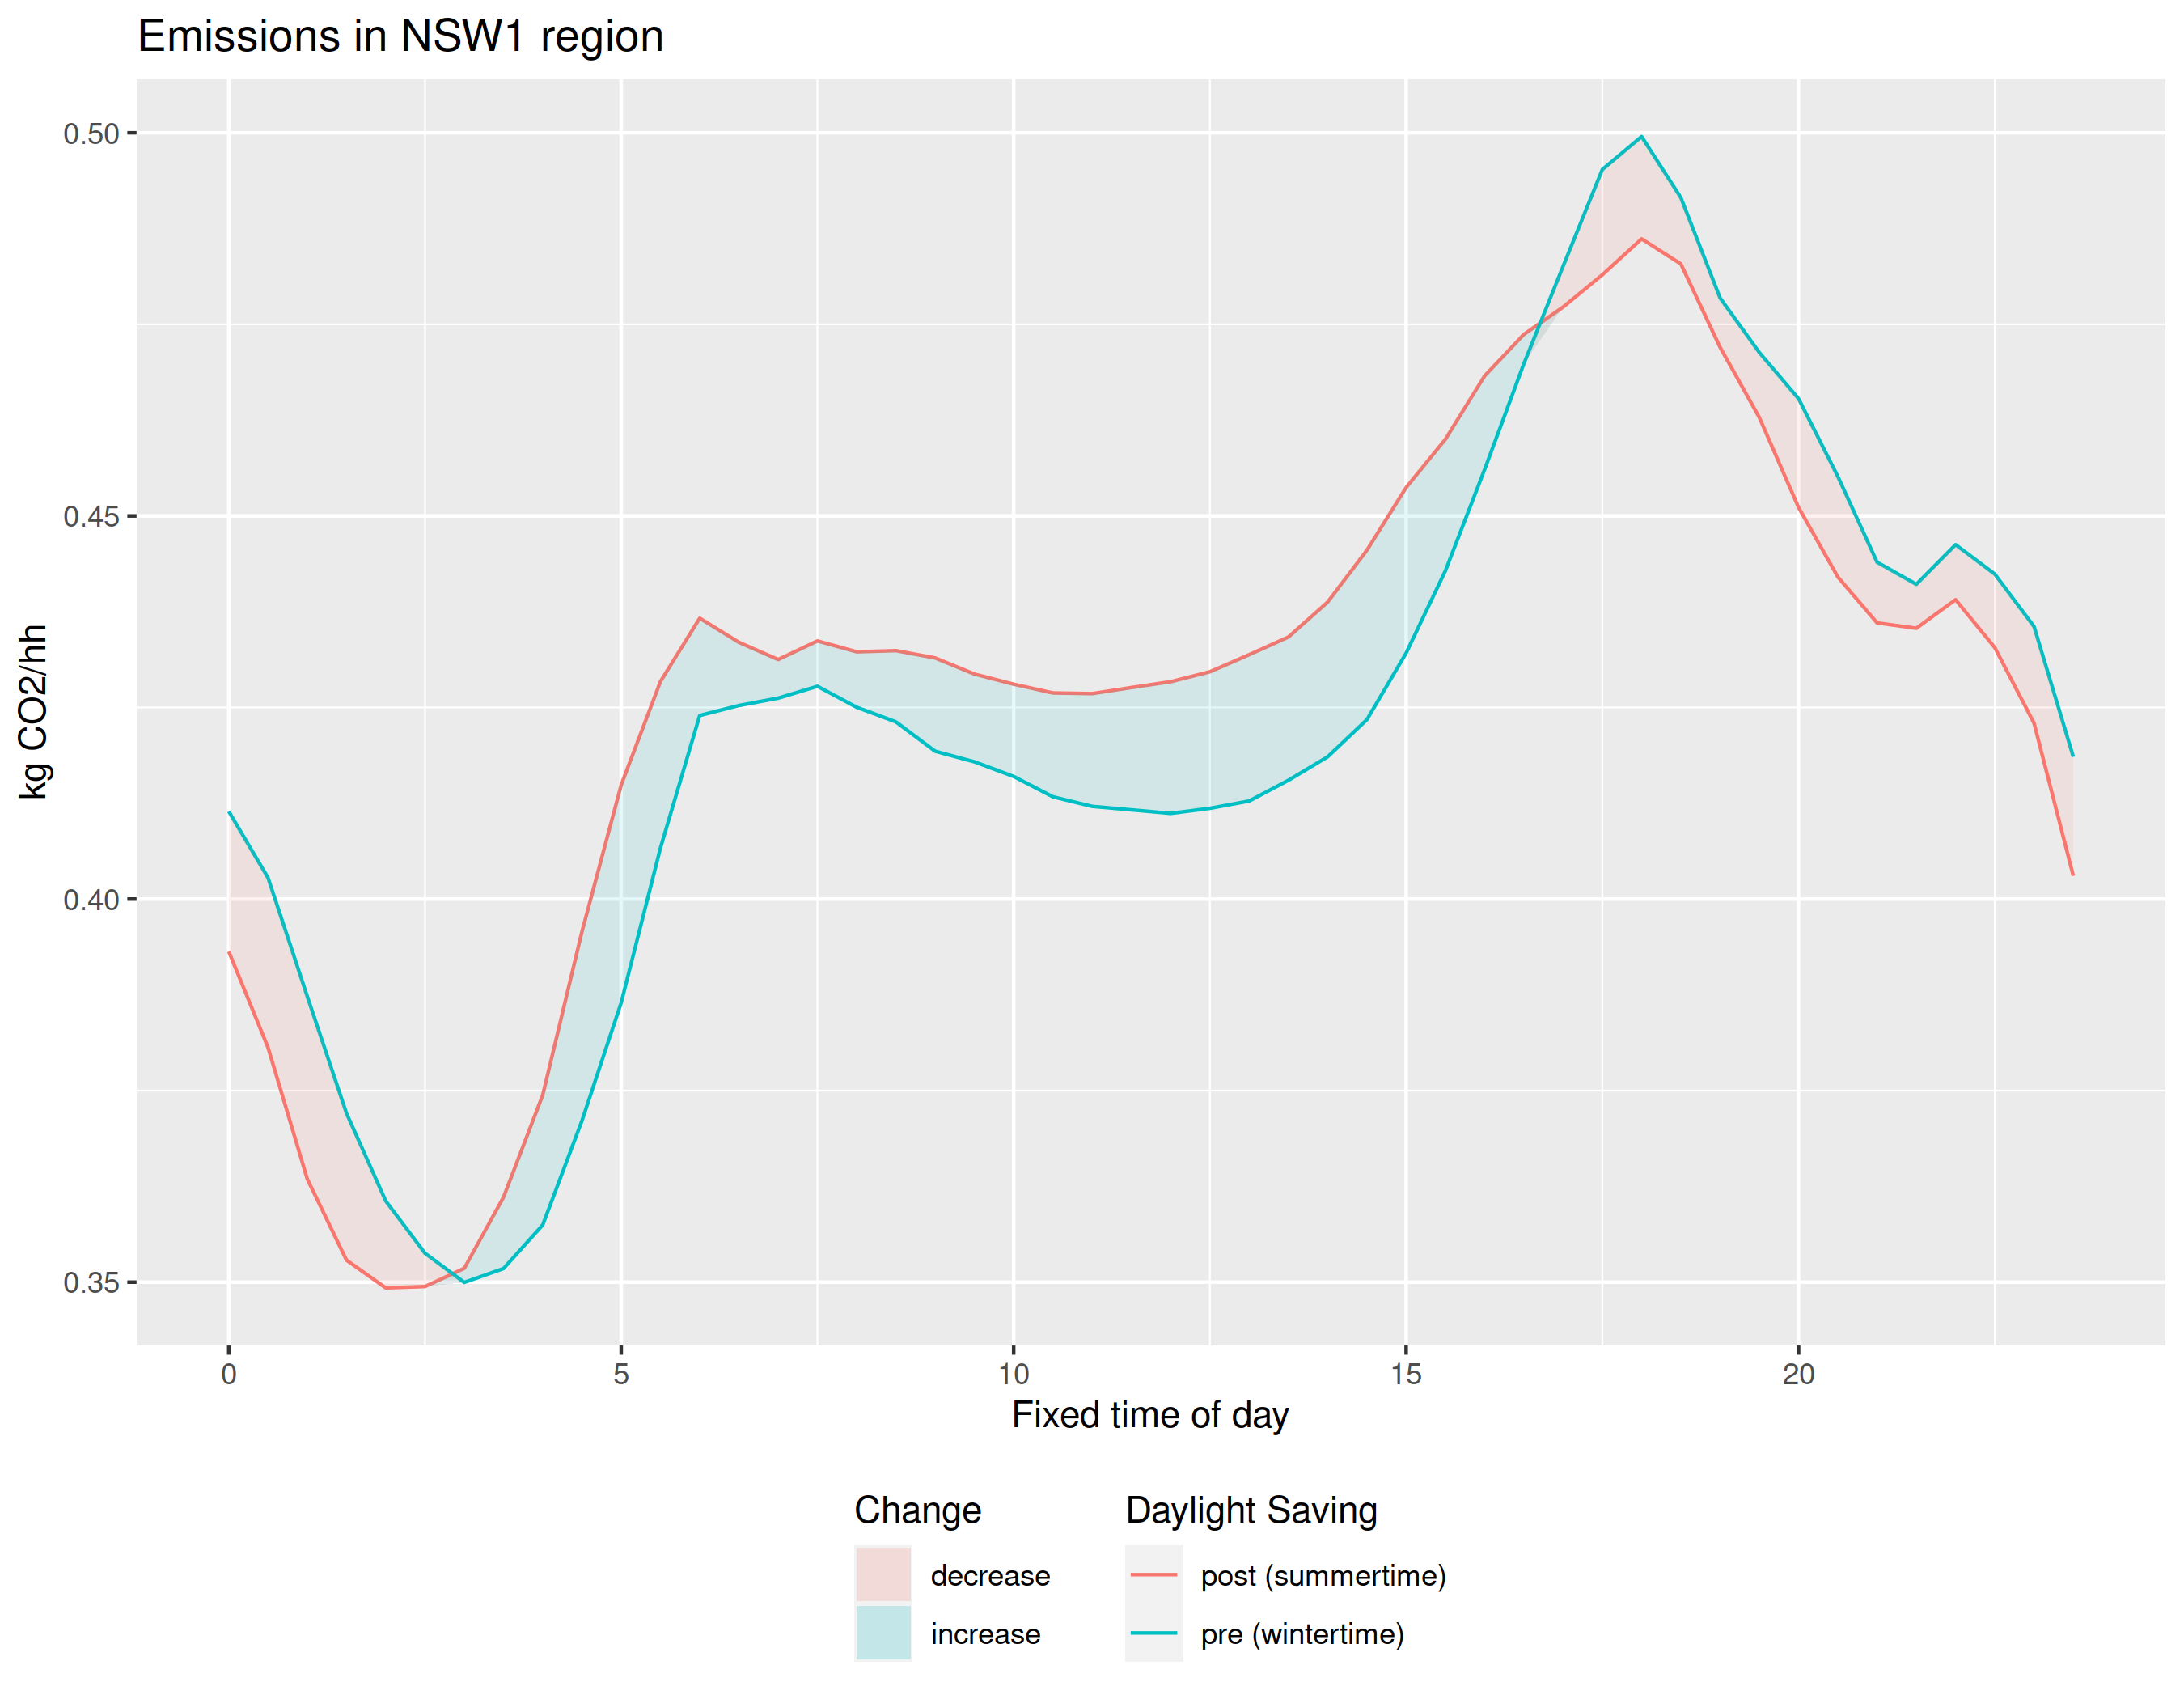 Emissions in NSW1 region
kg CO2/hh
0.50
0.45
0.40
0.35
0 5 10 15 20
Fixed time of day
Change
decrease
increase
Daylight Saving
post (summertime)
pre (wintertime)